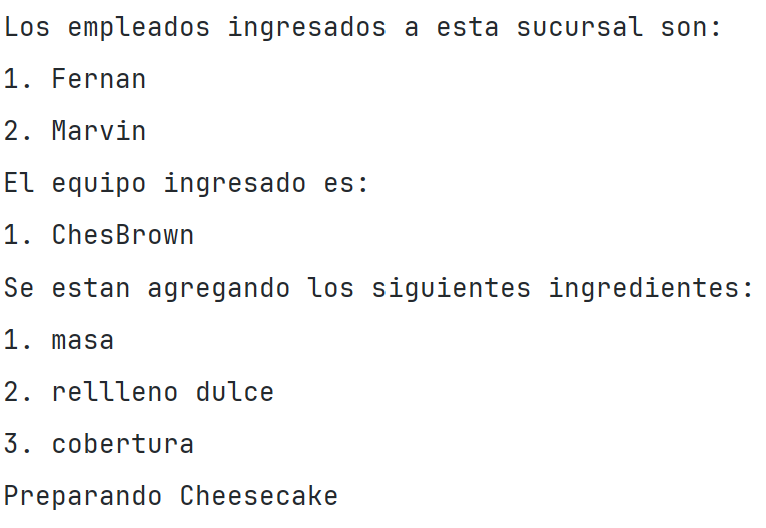 Los empleados ingresados a esta sucursal son:
1. Fernan
2. Marvin
El equipo ingresado es:
1. ChesBrown
Se estan agregando los siguientes ingredientes:
1. masa
2. rellleno dulce
3. cobertura
Preparando Cheesecake